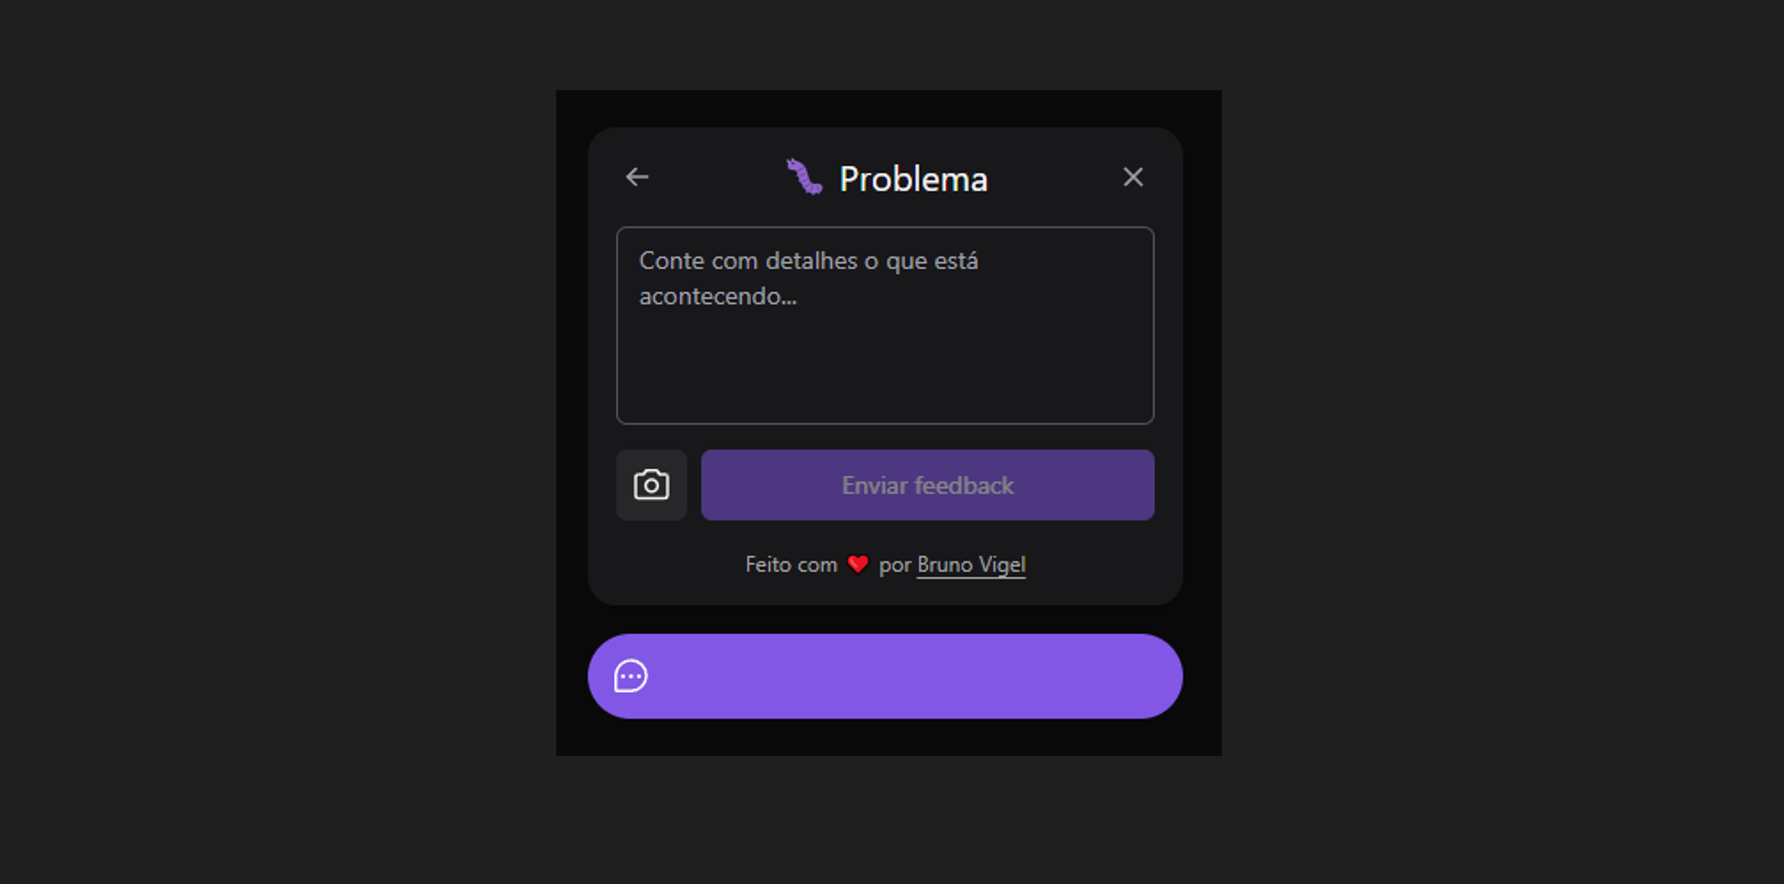 Problema
Conte com detalhes o que está
acontecendo...
Enviar feedback
Feito com ❤ por Bruno Vigel